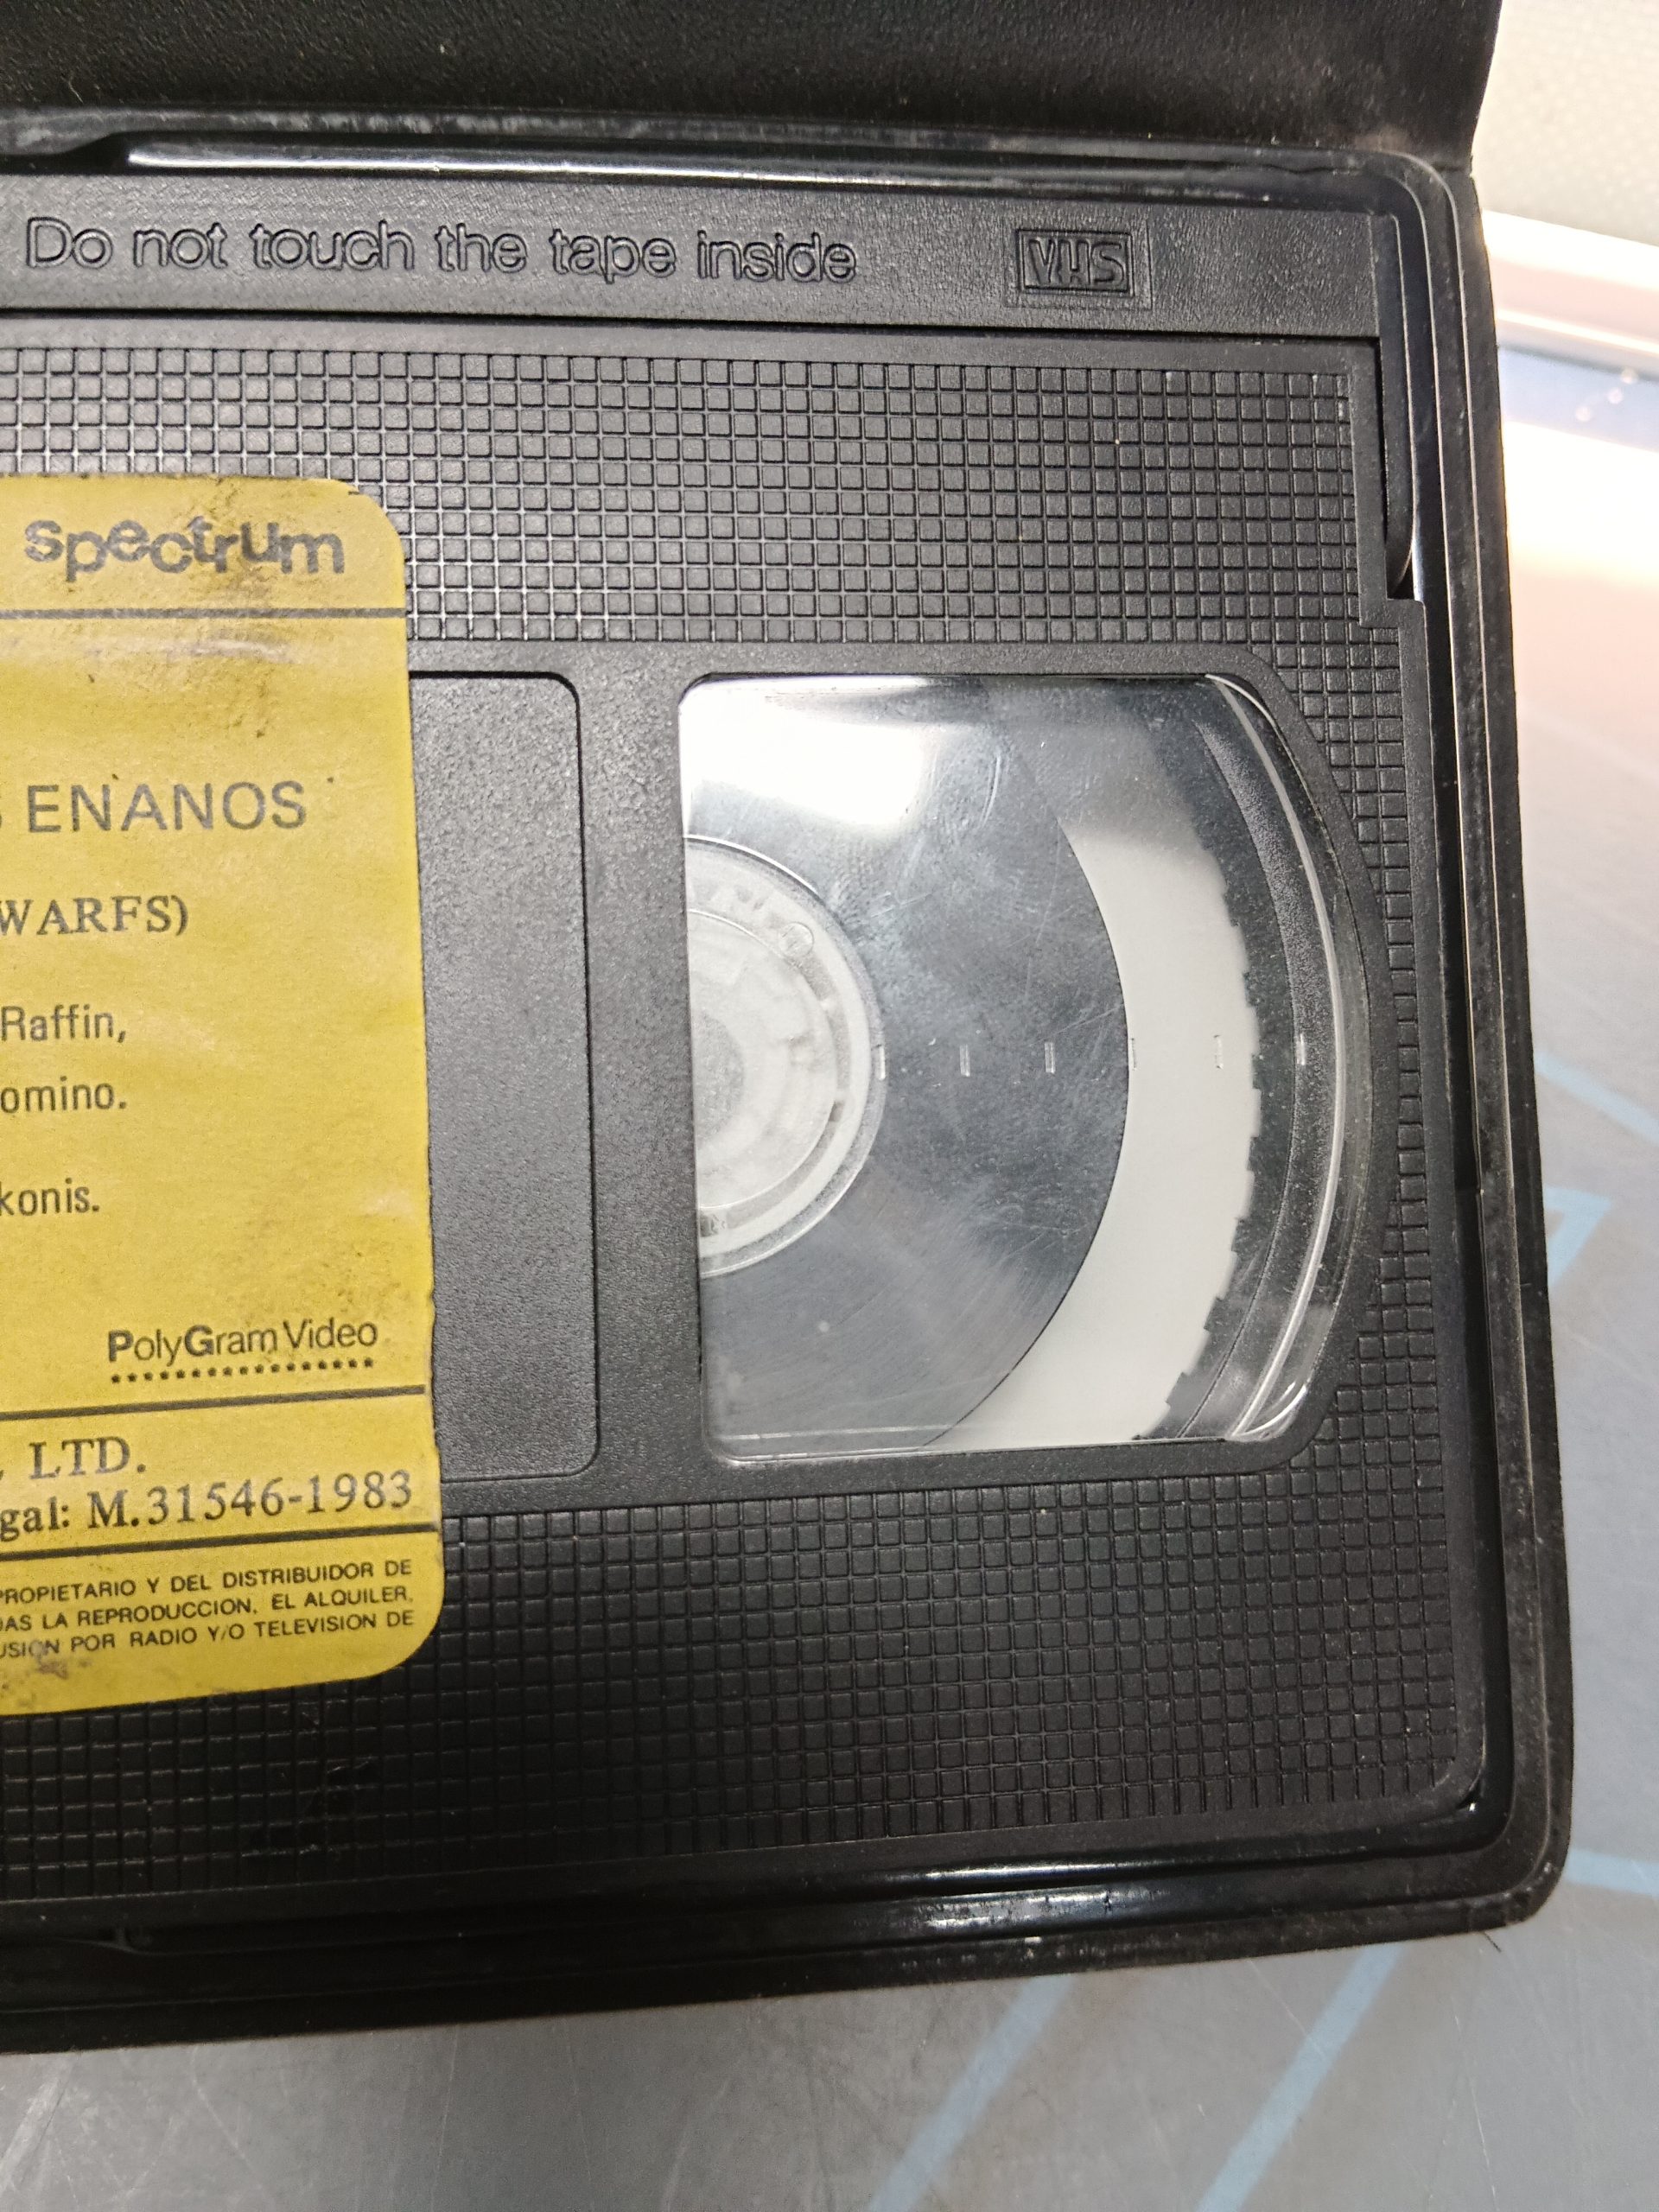 Do not touch the tape inside
VHS
spectrum
ENANOS
WARFS)
Raffin,
omino.
konis.
PolyGram Video
LTD.
gal: M.31546-1983
PROPIETARIO Y DEL DISTRIBUIDOR DE
DAS LA REPRODUCCION, EL ALQUILER,
USION POR RADIO Y/O TELEVISION DE